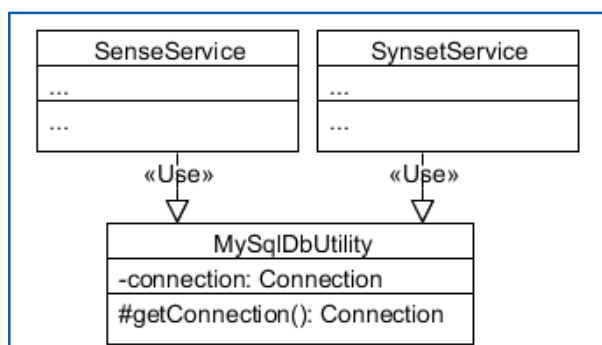 SenseService
...
...
SynsetService
...
...
«Use»
«Use»
MySqlDbUtility
-connection: Connection
#getConnection(): Connection